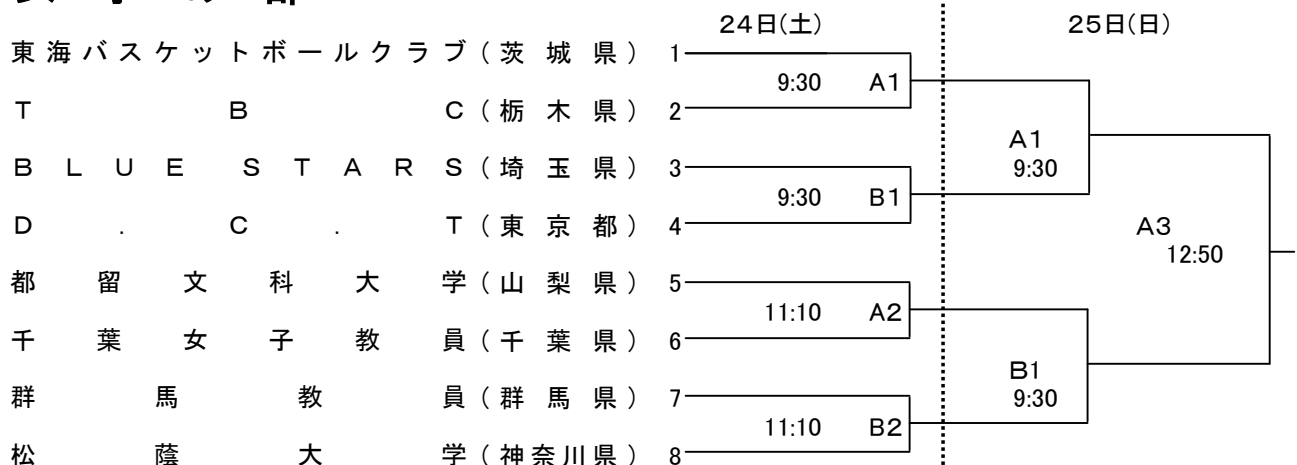 24日(土) 25日(日)
東海バスケットボールクラブ(茨城県) 1
9:30 A1
TBC(栃木県) 2
A1
9:30
BLUE STARS(埼玉県) 3
9:30 B1
D.C.T(東京都) 4
A3
12:50
都留文科大学(山梨県) 5
11:10 A2
千葉女子教員(千葉県) 6
B1
9:30
群馬教員(群馬県) 7
11:10 B2
松蔭大学(神奈川県) 8